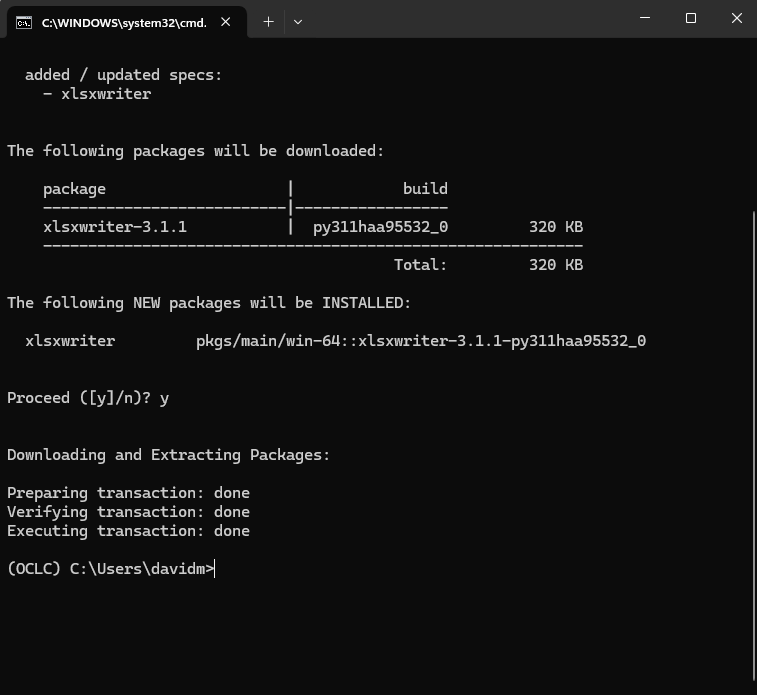 C:\WINDOWS\system32\cmd.
added / updated specs:
- xlsxwriter
The following packages will be downloaded:
package | build
---------------------------|-----------------
xlsxwriter-3.1.1 | py311haa95532_0 320 KB
------------------------------------------------------------
Total: 320 KB
The following NEW packages will be INSTALLED:
xlsxwriter pkgs/main/win-64::xlsxwriter-3.1.1-py311haa95532_0
Proceed ([y]/n)? y
Downloading and Extracting Packages:
Preparing transaction: done
Verifying transaction: done
Executing transaction: done
(OCLC) C:\Users\davidm>